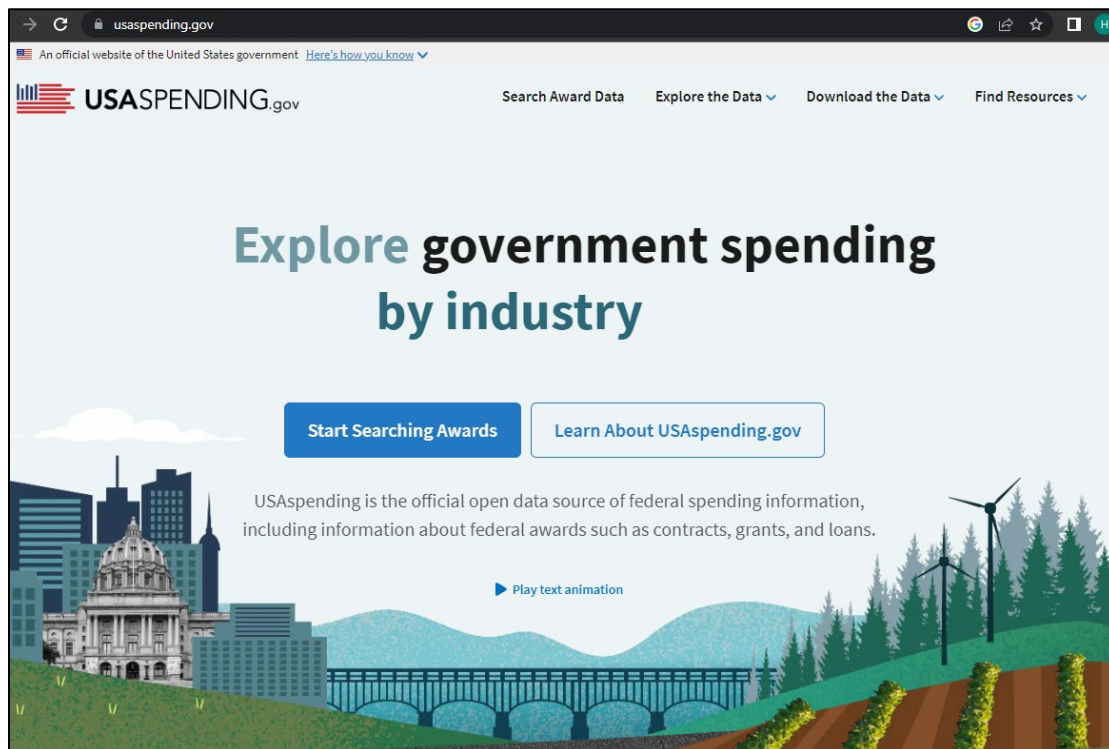 usaspending.gov
H
An official website of the United States government Here's how you know
USASPENDING.gov
Search Award Data Explore the Data Download the Data Find Resources
Explore government spending
by industry
Start Searching Awards Learn About USAspending.gov
USAspending is the official open data source of federal spending information,
including information about federal awards such as contracts, grants, and loans.
Play text animation